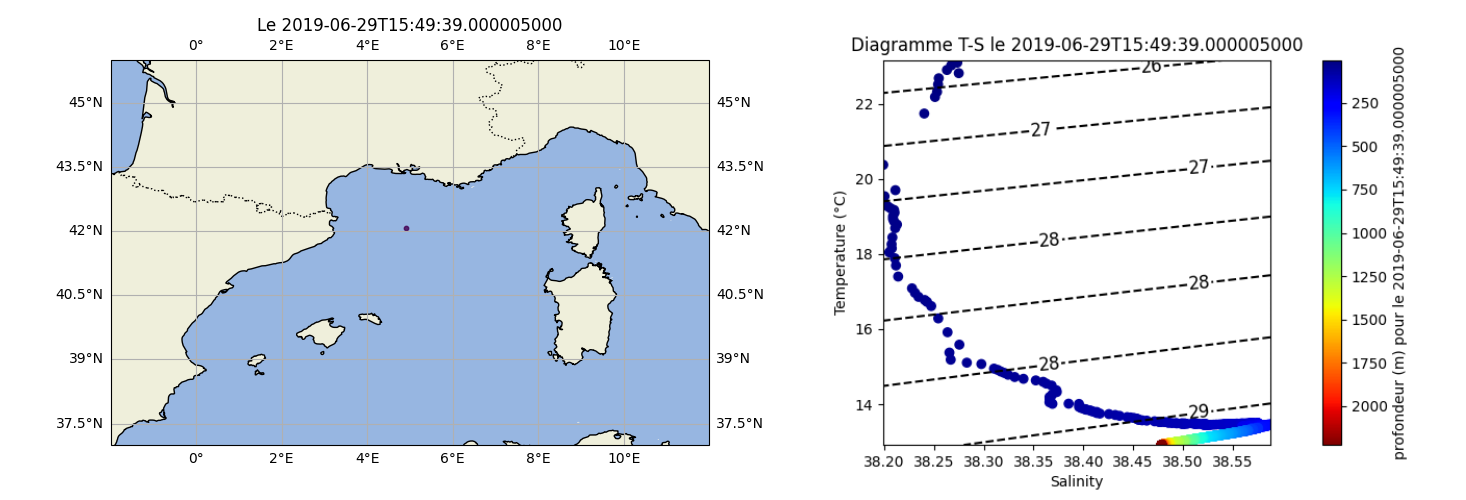 Le 2019-06-29T15:49:39.000005000
0° 2°E 4°E 6°E 8°E 10°E
45°N 45°N
43.5°N 43.5°N
42°N 42°N
40.5°N 40.5°N
39°N 39°N
37.5°N 37.5°N
0° 2°E 4°E 6°E 8°E 10°E
Diagramme T-S le 2019-06-29T15:49:39.000005000
Temperature (°C)
22
20
18
16
14
26
27
27
28
28
28
29
38.20 38.25 38.30 38.35 38.40 38.45 38.50 38.55
Salinity
250
500
750
1000
1250
1500
1750
2000
profondeur (m) pour le 2019-06-29T15:49:39.000005000